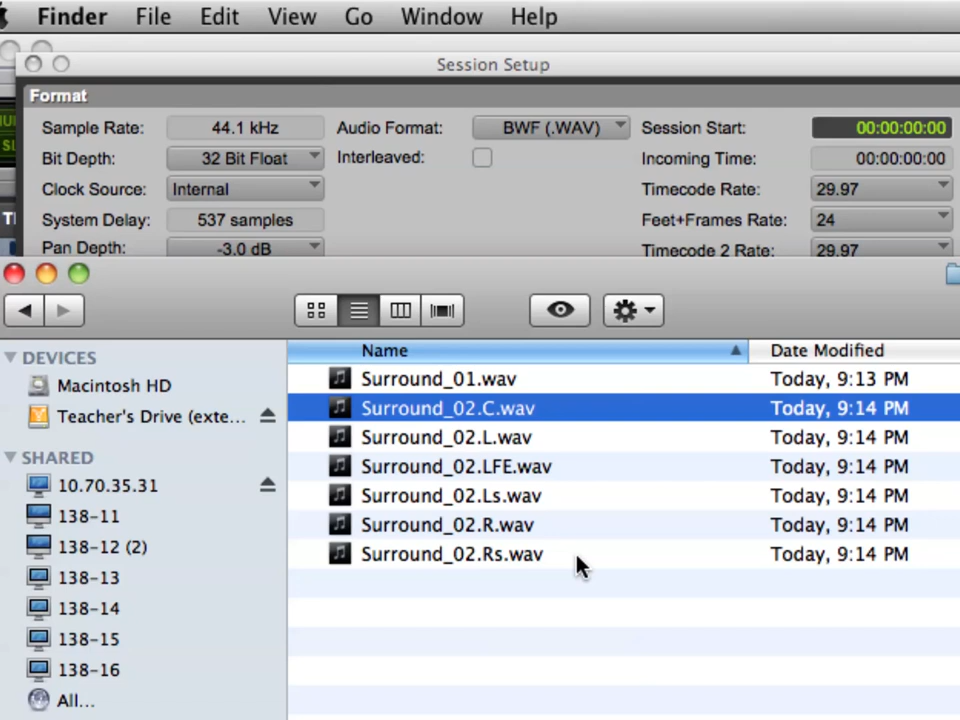 Finder File Edit View Go Window Help
Session Setup
Format
Sample Rate: 44.1 kHz Audio Format: BWF (.WAV) Session Start: 00:00:00:00
Bit Depth: 32 Bit Float Interleaved: Incoming Time: 00:00:00:00
Clock Source: Internal Timecode Rate: 29.97
System Delay: 537 samples Feet+Frames Rate: 24
Pan Depth: -3.0 dB Timecode 2 Rate: 29.97
Name Date Modified
DEVICES
Macintosh HD
Teacher's Drive (exte...
SHARED
10.70.35.31
138-11
138-12 (2)
138-13
138-14
138-15
138-16
All...
Surround_01.wav Today, 9:13 PM
Surround_02.C.wav Today, 9:14 PM
Surround_02.L.wav Today, 9:14 PM
Surround_02.LFE.wav Today, 9:14 PM
Surround_02.Ls.wav Today, 9:14 PM
Surround_02.R.wav Today, 9:14 PM
Surround_02.Rs.wav Today, 9:14 PM